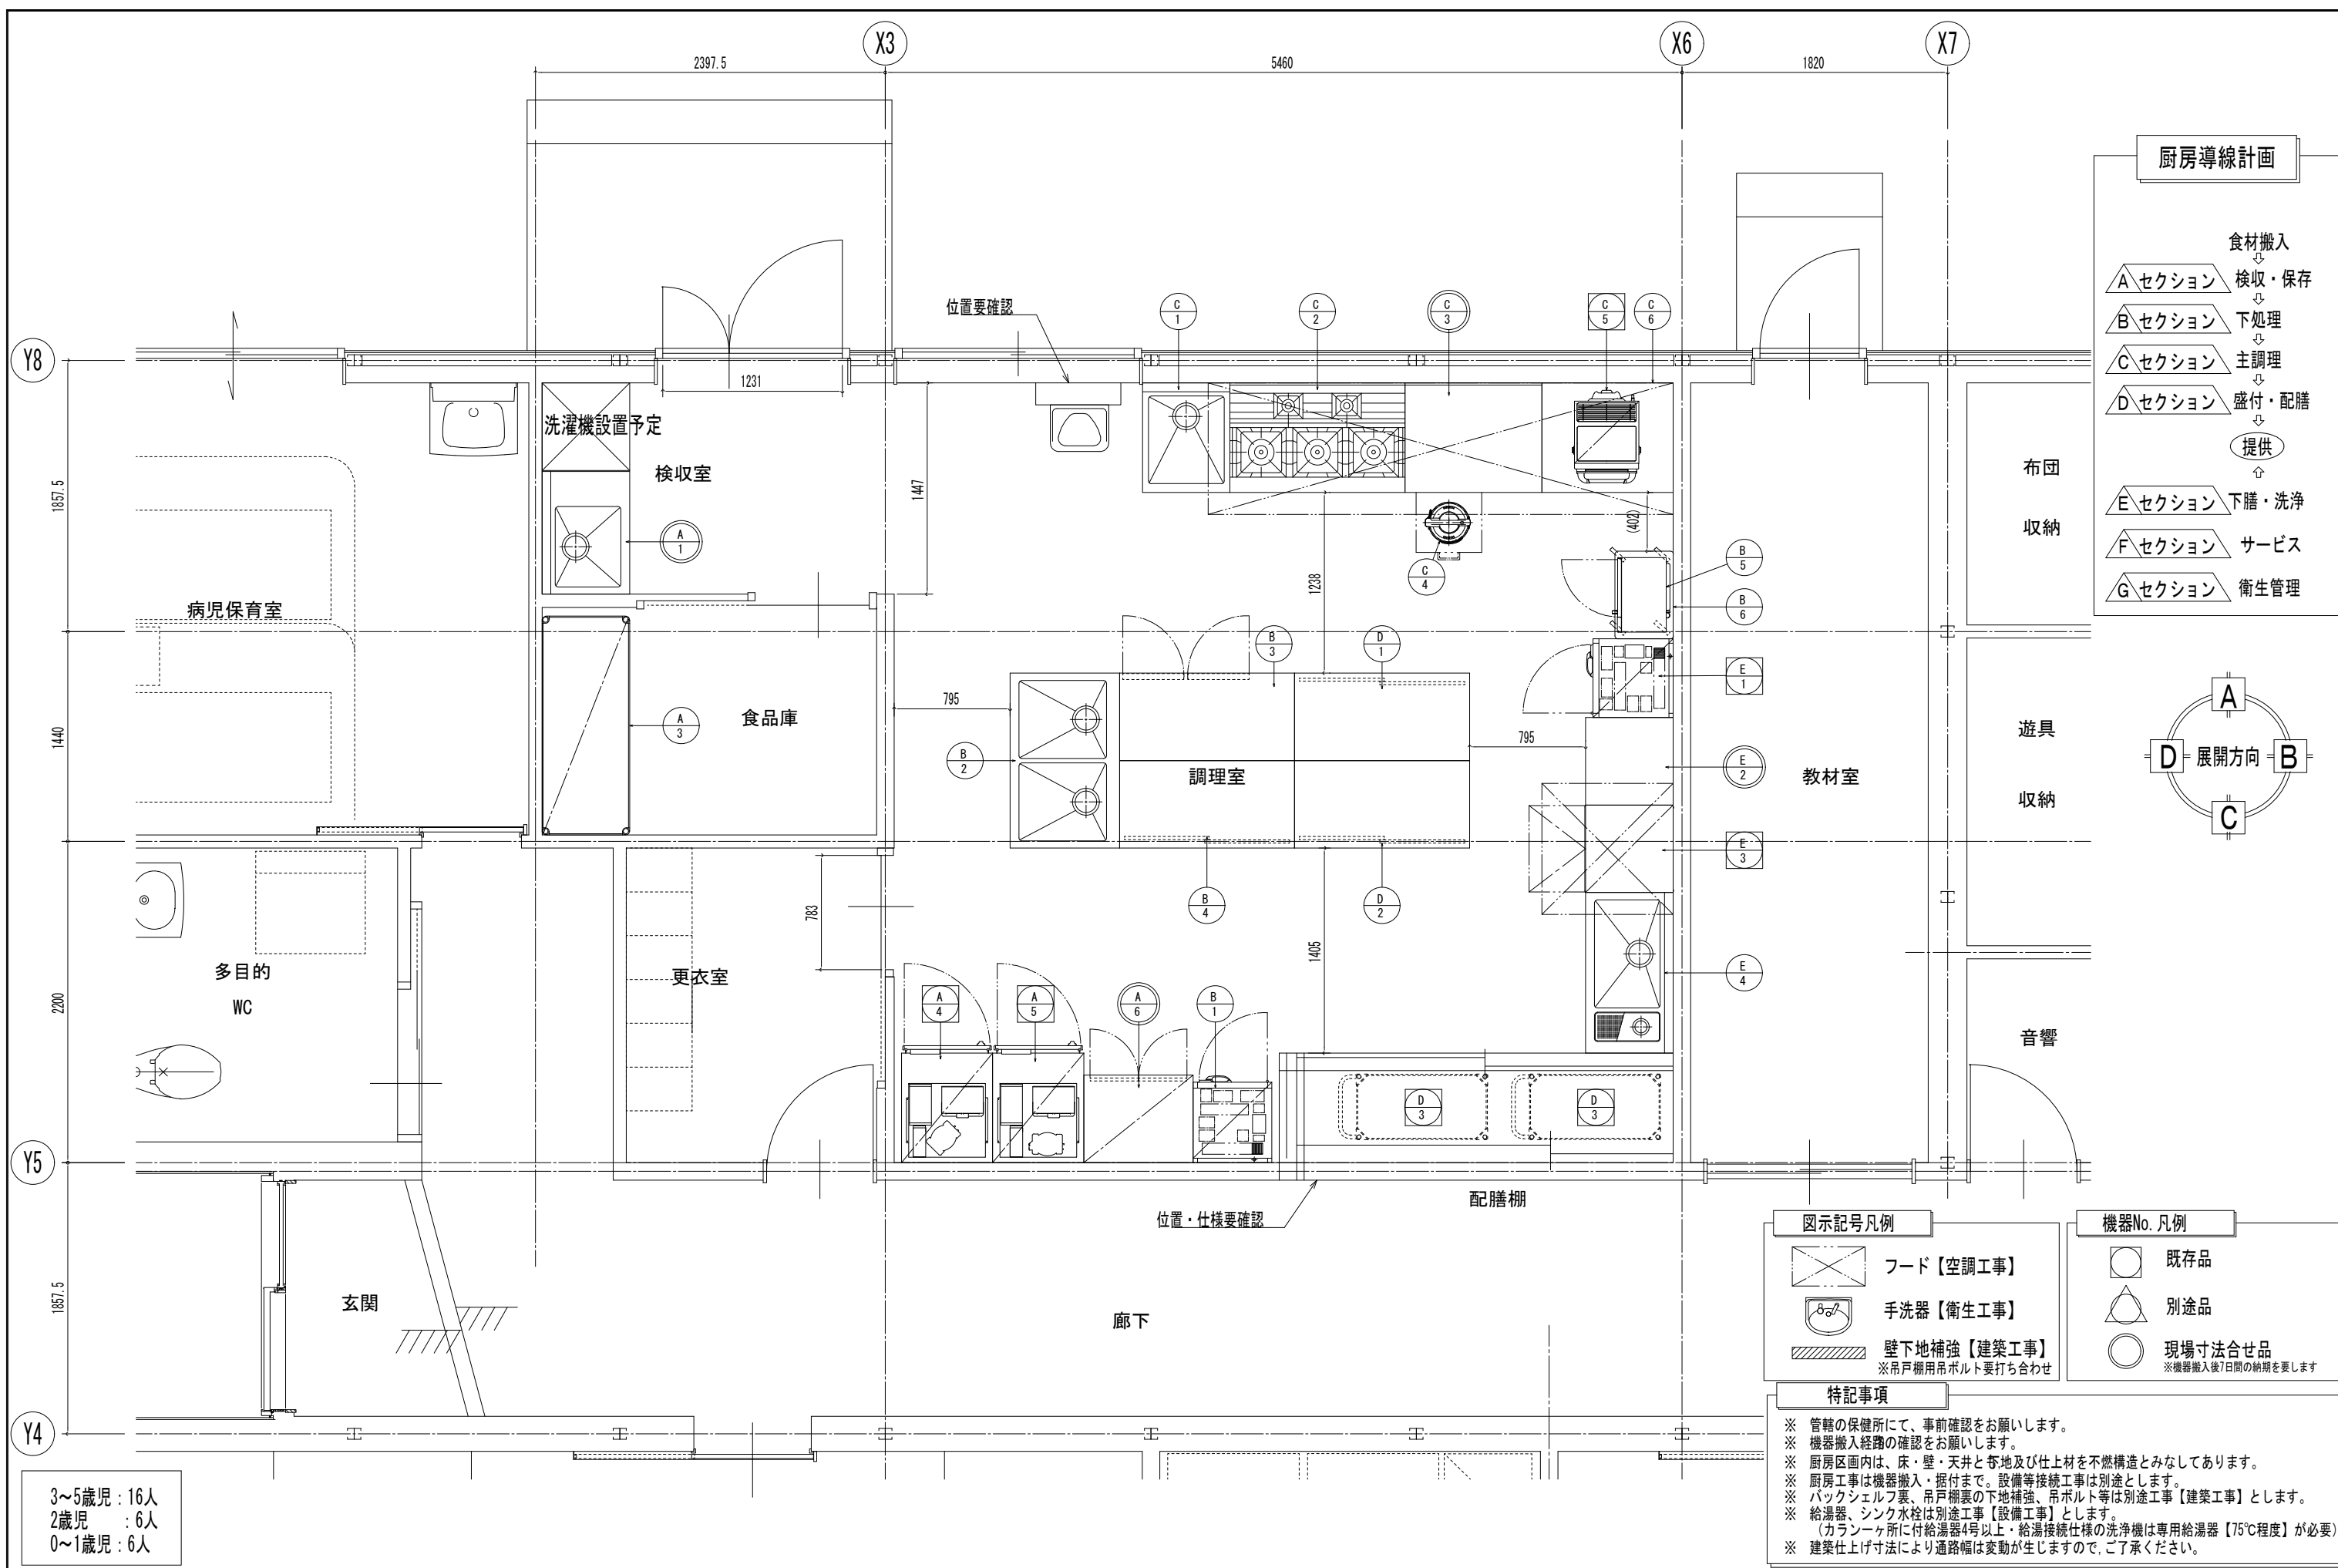 X3
X6
X7
2397.5
5460
1820
厨房導線計画
食材搬入
⇩
A セクション 検収・保存
⇩
B セクション 下処理
⇩
C セクション 主調理
⇩
D セクション 盛付・配膳
⇩
提供
⇧
E セクション 下膳・洗浄
F セクション サービス
G セクション 衛生管理
位置要確認
C 1
C 2
C 3
C 5
C 6
Y8
1231
洗濯機設置予定
検収室
布団
収納
1857.5
1447
(402)
A 1
C 4
1238
B 5
B 6
病児保育室
B 3
D 1
E 1
A
D 展開方向 B
C
795
795
食品庫
A 3
遊具
収納
1440
B 2
調理室
E 2
教材室
E 3
783
B 4
D 2
1405
多目的
WC
更衣室
E 4
2200
A 4
A 5
A 6
B 1
音響
D 3
D 3
Y5
配膳棚
位置・仕様要確認
1857.5
玄関
廊下
Y4
図示記号凡例
フード【空調工事】
手洗器【衛生工事】
壁下地補強【建築工事】
※吊戸棚用吊ボルト要打ち合わせ
機器No.凡例
既存品
別途品
現場寸法合せ品
※機器搬入後7日間の納期を要します
特記事項
※ 管轄の保健所にて、事前確認をお願いします。
※ 機器搬入経路の確認をお願いします。
※ 厨房区画内は、床・壁・天井とも下地及び仕上材を不燃構造とみなしてあります。
※ 厨房工事は機器搬入・据付まで。設備等接続工事は別途とします。
※ バックシェルフ裏、吊戸棚裏の下地補強、吊ボルト等は別途工事【建築工事】とします。
※ 給湯器、シンク水栓は別途工事【設備工事】とします。
（カラン一ヶ所に付給湯器4号以上・給湯接続仕様の洗浄機は専用給湯器【75℃程度】が必要）
※ 建築仕上げ寸法により通路幅は変動が生じますので、ご了承ください。
3～5歳児：16人
2歳児　：6人
0～1歳児：6人